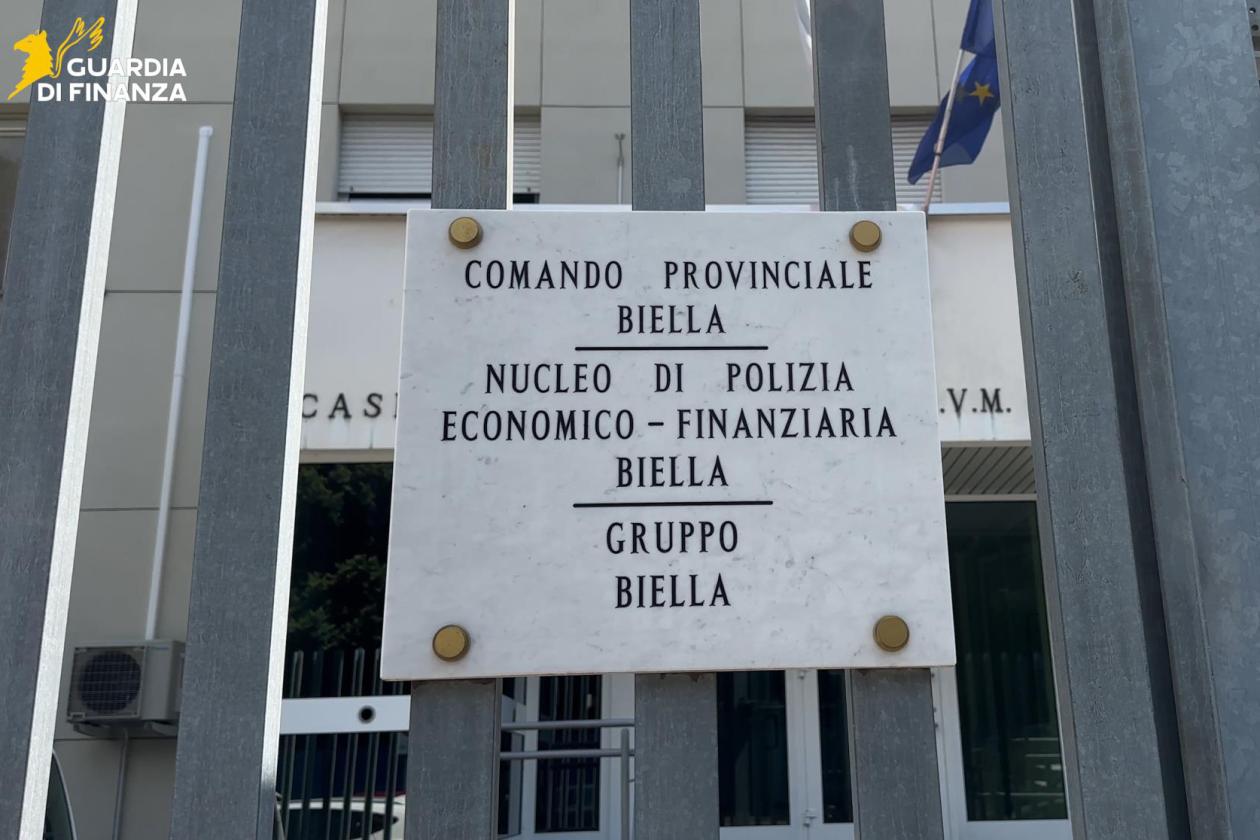 GUARDIA
DI FINANZA
COMANDO PROVINCIALE
BIELLA
NUCLEO DI POLIZIA
ECONOMICO - FINANZIARIA
BIELLA
GRUPPO
BIELLA
.V.M.